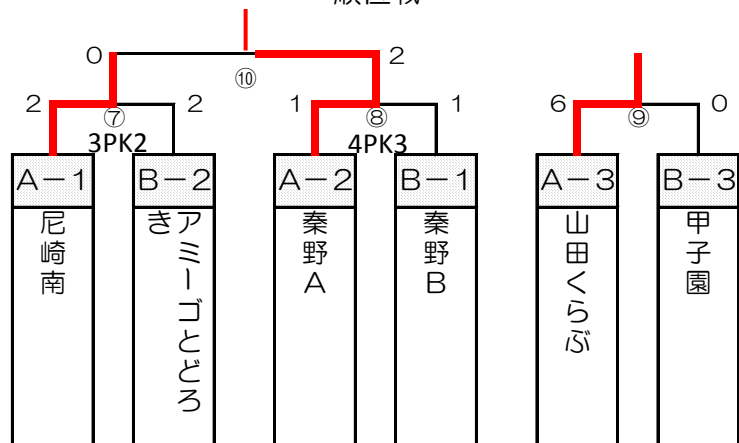 0 2
⑩
2 ⑦ 2 1 ⑧ 1 6 ⑨ 0
3PK2 4PK3
A-1 B-2 A-2 B-1 A-3 B-3
尼崎南
アミーゴとどろき
秦野A
秦野B
山田くらぶ
甲子園